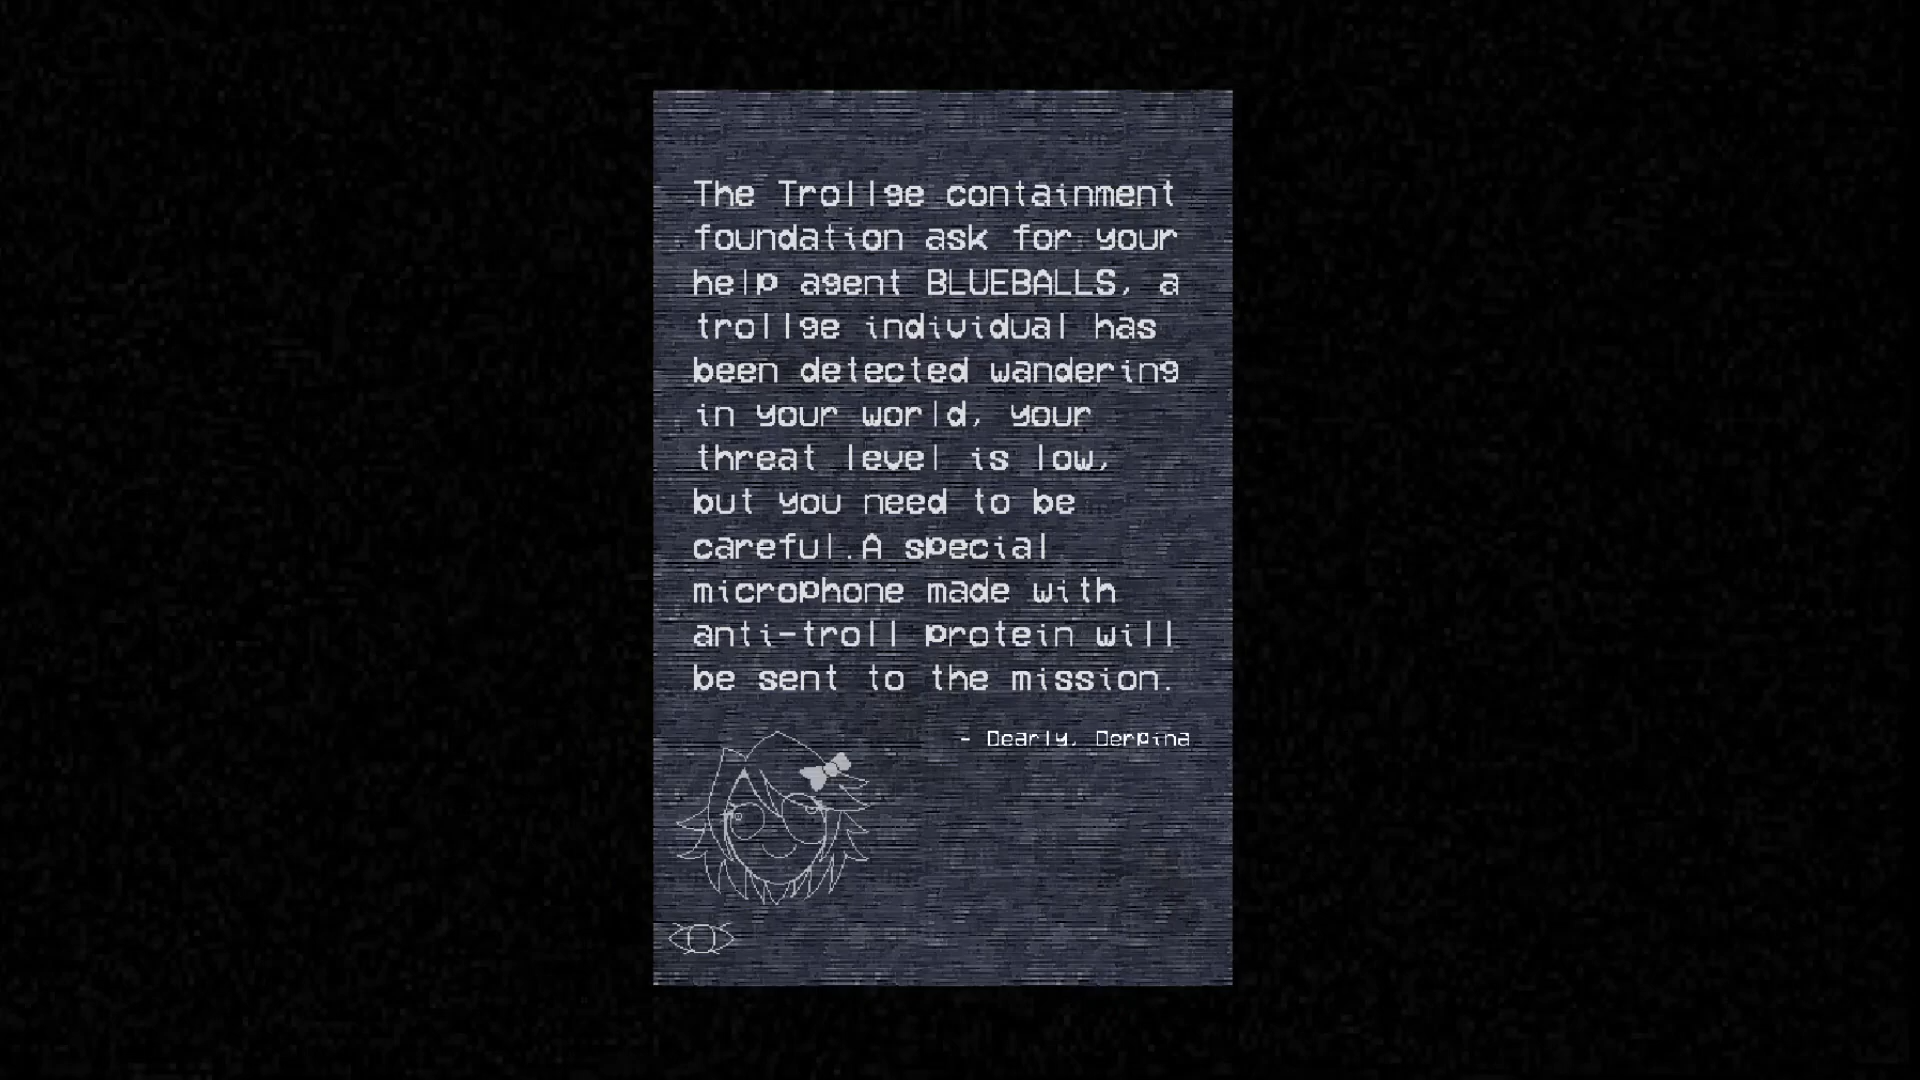 The Trollge containment
foundation ask for your
help agent BLUEBALLS, a
trollge individual has
been detected wandering
in your world, your
threat level is low,
but you need to be
careful.A special
microphone made with
anti-troll protein will
be sent to the mission.
- Dearly, Derpina